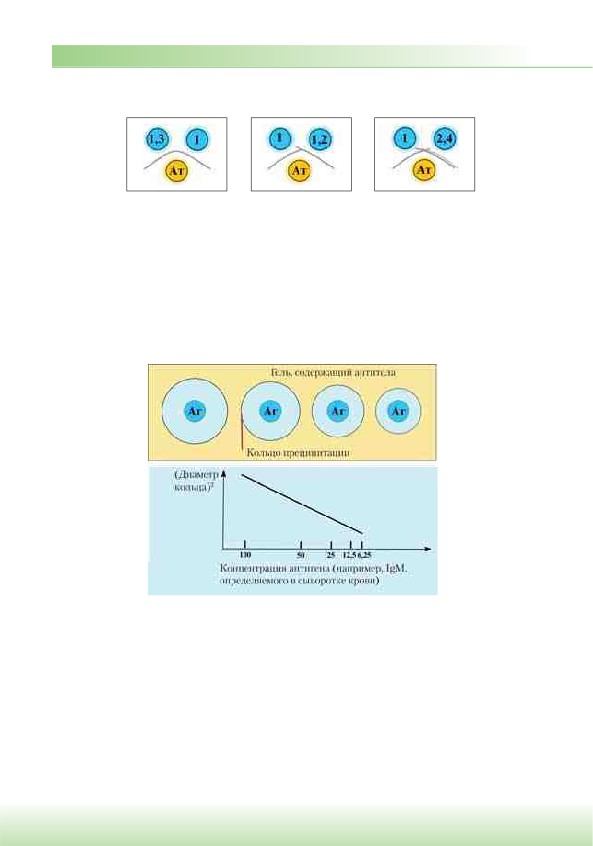 1,3 1 1 1,2 1 2,4
Ат Ат Ат
Гель, содержащий антитела
Аг Аг Аг Аг
Кольцо преципитации
(Диаметр
кольца)²
100 50 25 12,5 6,25
Концентрация антигена (например, IgM,
определяемого в сыворотке крови)